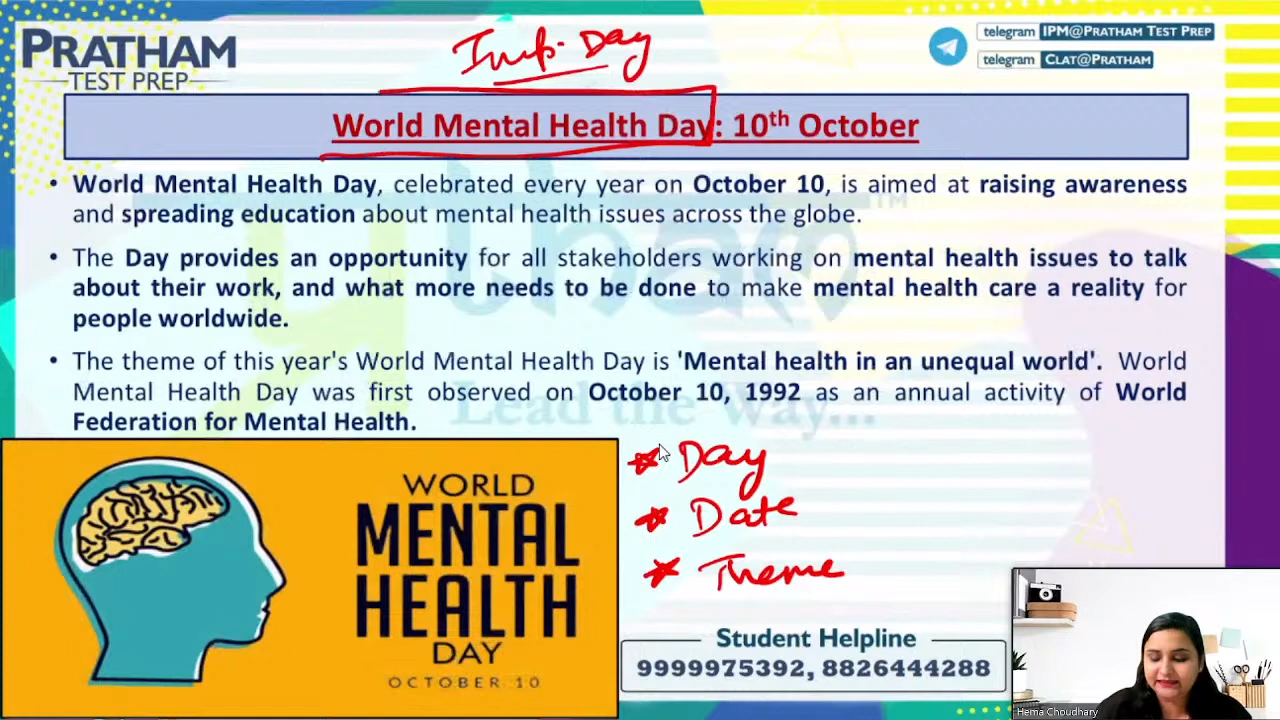 PRATHAM
TEST PREP
Imp. Day
telegram IPM@PRATHAM TEST PREP
telegram CLAT@PRATHAM
World Mental Health Day: 10th October
• World Mental Health Day, celebrated every year on October 10, is aimed at raising awareness
and spreading education about mental health issues across the globe.
• The Day provides an opportunity for all stakeholders working on mental health issues to talk
about their work, and what more needs to be done to make mental health care a reality for
people worldwide.
• The theme of this year's World Mental Health Day is 'Mental health in an unequal world'. World
Mental Health Day was first observed on October 10, 1992 as an annual activity of World
Federation for Mental Health.
Lead the way...
TM
Day
Date
Theme
WORLD
MENTAL
HEALTH
DAY
OCTOBER 10
Student Helpline
9999975392, 8826444288
Hema Choudhary